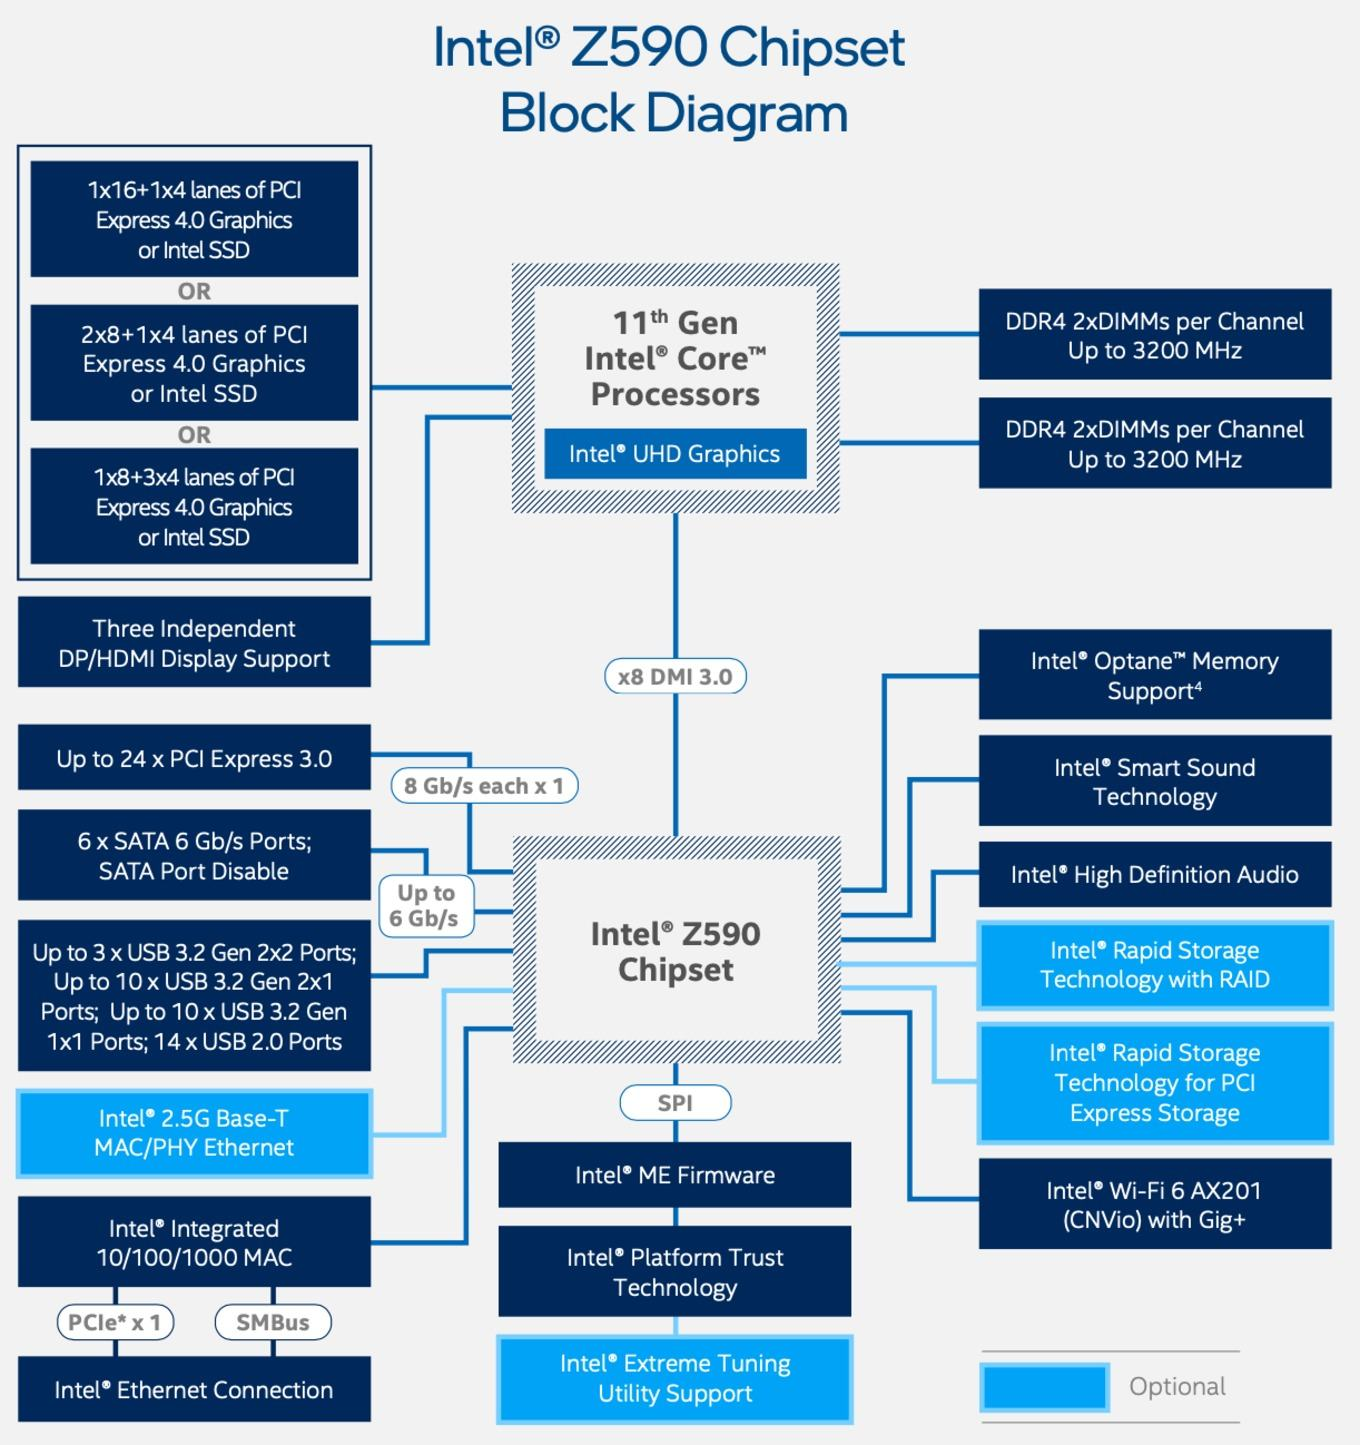 Intel® Z590 Chipset
Block Diagram
1x16+1x4 lanes of PCI
Express 4.0 Graphics
or Intel SSD
OR
2x8+1x4 lanes of PCI
Express 4.0 Graphics
or Intel SSD
OR
1x8+3x4 lanes of PCI
Express 4.0 Graphics
or Intel SSD
11th Gen
Intel® Core™
Processors
Intel® UHD Graphics
DDR4 2xDIMMs per Channel
Up to 3200 MHz
DDR4 2xDIMMs per Channel
Up to 3200 MHz
Three Independent
DP/HDMI Display Support
x8 DMI 3.0
Up to 24 x PCI Express 3.0
8 Gb/s each x 1
6 x SATA 6 Gb/s Ports;
SATA Port Disable
Up to
6 Gb/s
Up to 3 x USB 3.2 Gen 2x2 Ports;
Up to 10 x USB 3.2 Gen 2x1
Ports; Up to 10 x USB 3.2 Gen
1x1 Ports; 14 x USB 2.0 Ports
Intel® 2.5G Base-T
MAC/PHY Ethernet
Intel® Integrated
10/100/1000 MAC
PCIe* x 1
SMBus
Intel® Ethernet Connection
Intel® Z590
Chipset
SPI
Intel® ME Firmware
Intel® Platform Trust
Technology
Intel® Extreme Tuning
Utility Support
Intel® Optane™ Memory
Support⁴
Intel® Smart Sound
Technology
Intel® High Definition Audio
Intel® Rapid Storage
Technology with RAID
Intel® Rapid Storage
Technology for PCI
Express Storage
Intel® Wi-Fi 6 AX201
(CNVio) with Gig+
Optional